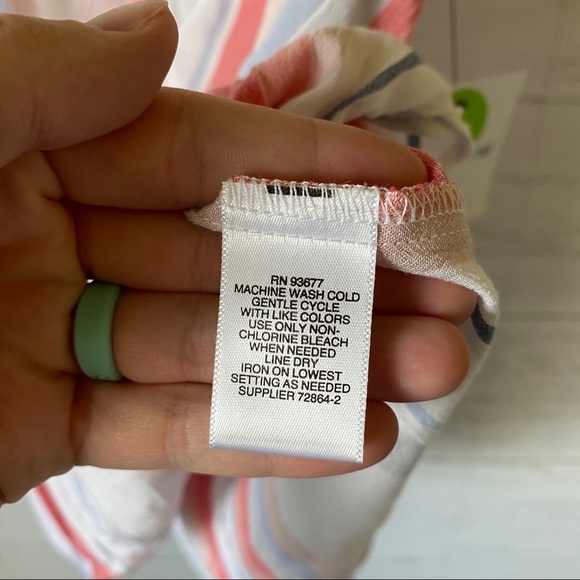 RN 93677
MACHINE WASH COLD
GENTLE CYCLE
WITH LIKE COLORS
USE ONLY NON-
CHLORINE BLEACH
WHEN NEEDED
LINE DRY
IRON ON LOWEST
SETTING AS NEEDED
SUPPLIER 72864-2